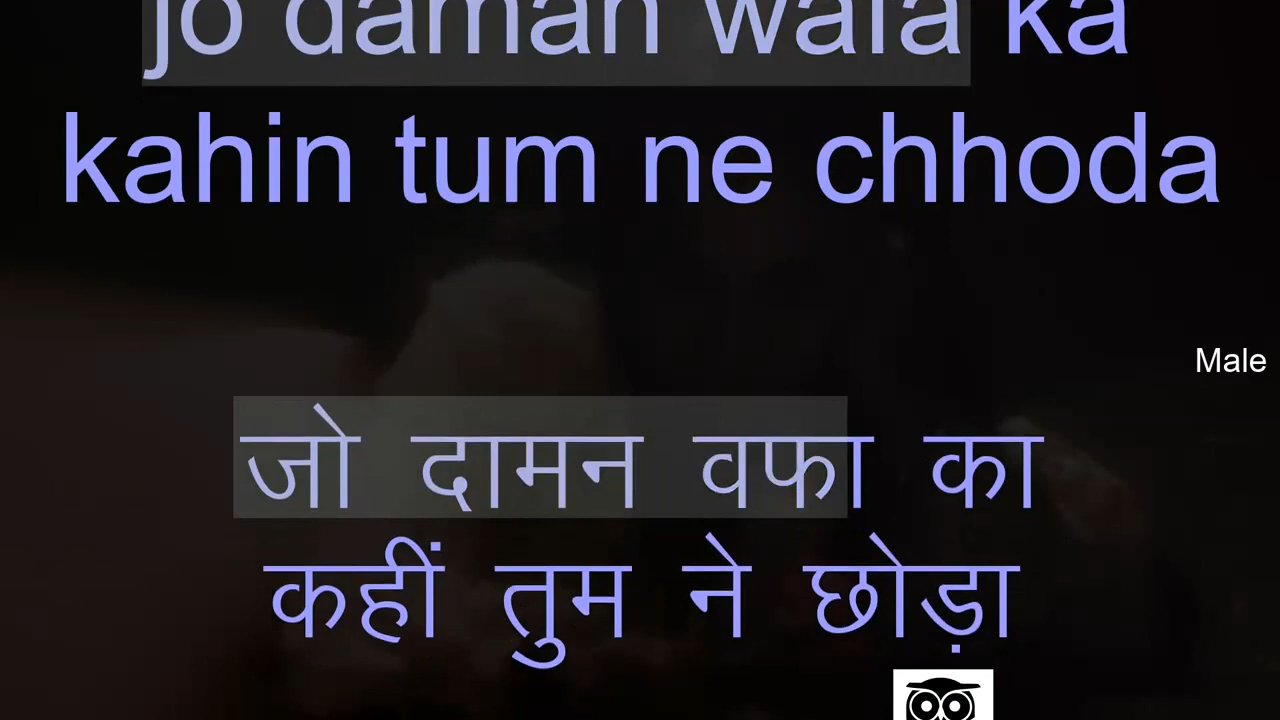 jo daman wafa ka
kahin tum ne chhoda
Male
जो दामन वफा का
कहीं तुम ने छोड़ा